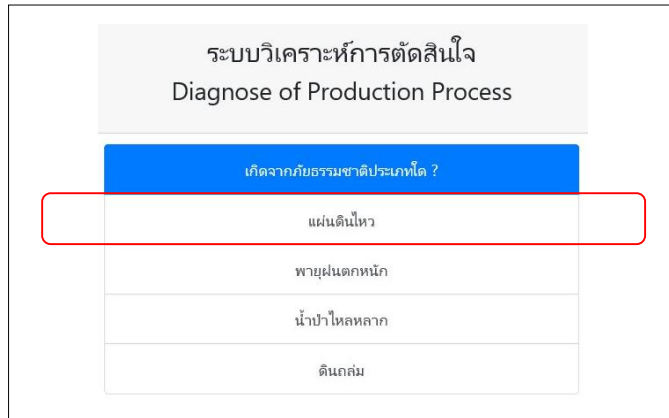 ระบบวิเคราะห์การตัดสินใจ
Diagnose of Production Process
เกิดจากภัยธรรมชาติประเภทใด ?
แผ่นดินไหว
พายุฝนตกหนัก
น้ำป่าไหลหลาก
ดินถล่ม